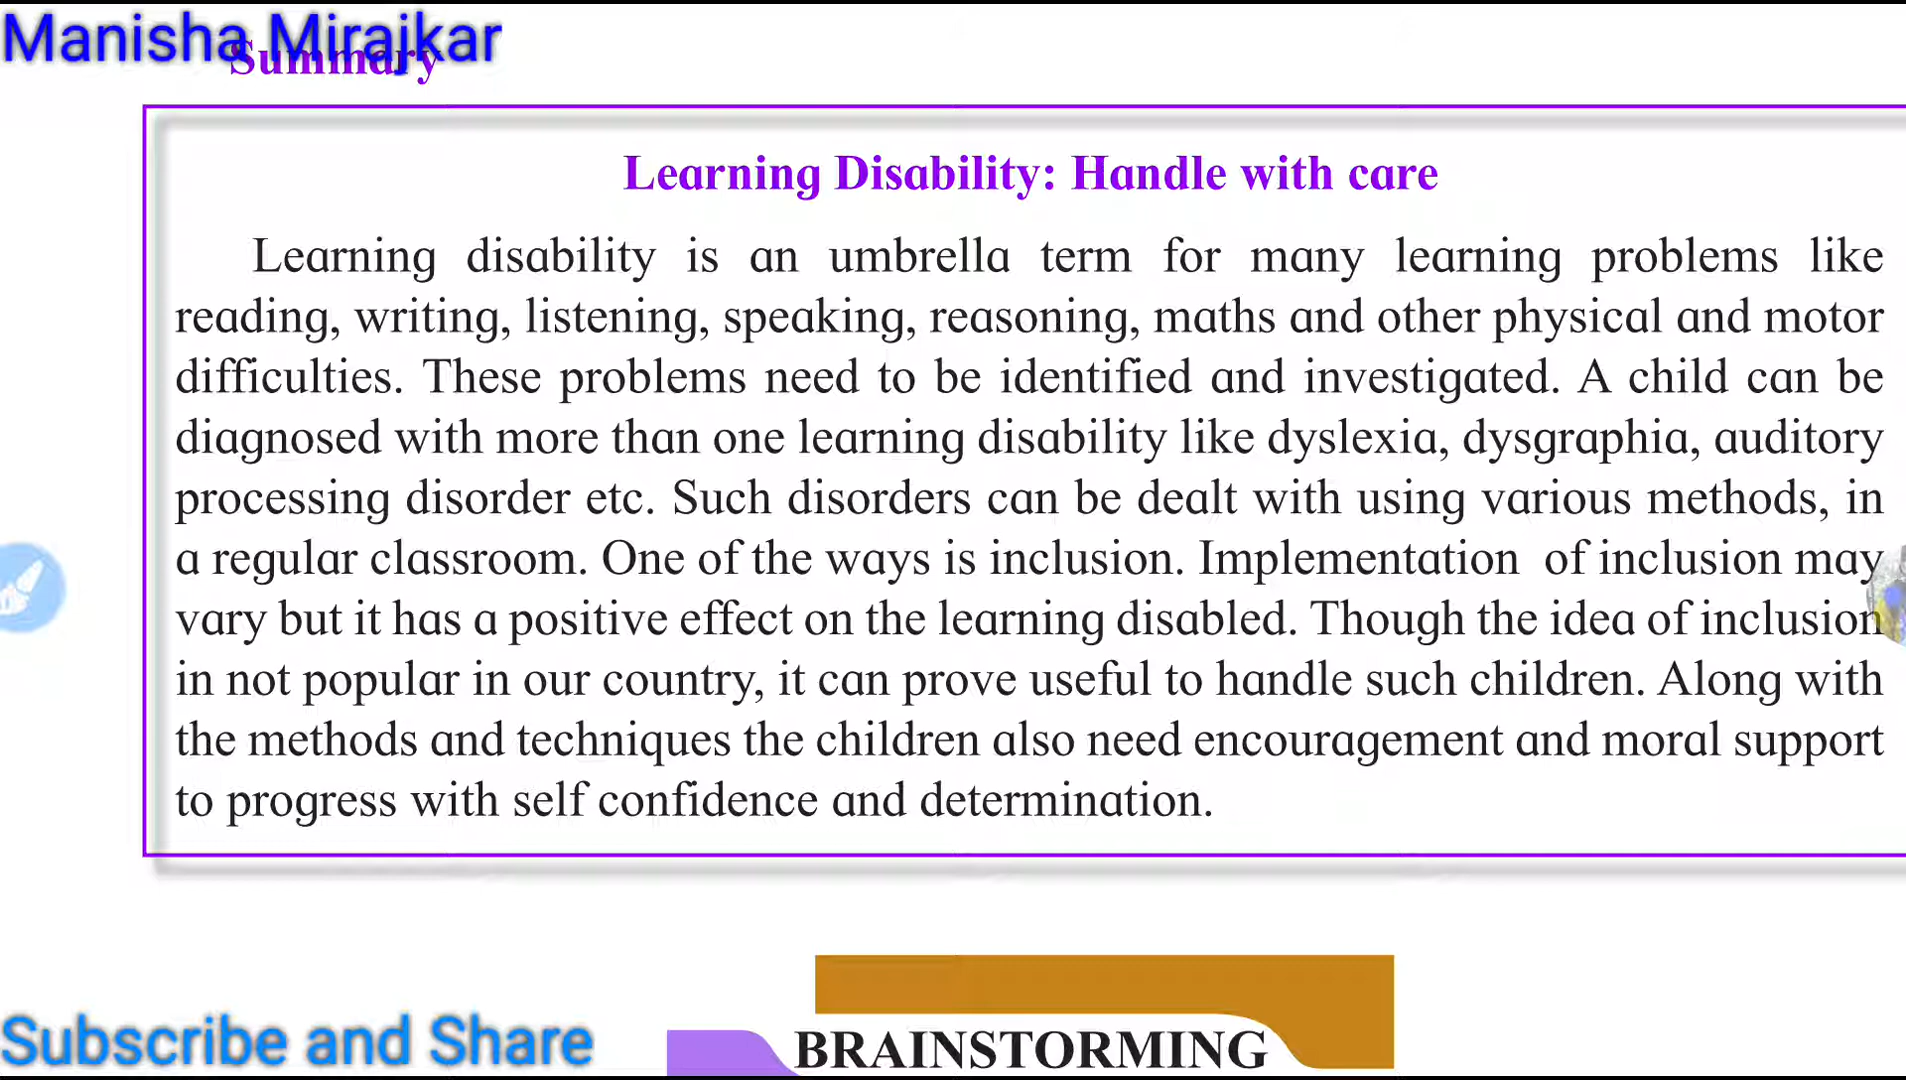 Manisha Mirajkar
Summary
Learning Disability: Handle with care
Learning disability is an umbrella term for many learning problems like
reading, writing, listening, speaking, reasoning, maths and other physical and motor
difficulties. These problems need to be identified and investigated. A child can be
diagnosed with more than one learning disability like dyslexia, dysgraphia, auditory
processing disorder etc. Such disorders can be dealt with using various methods, in
a regular classroom. One of the ways is inclusion. Implementation of inclusion may
vary but it has a positive effect on the learning disabled. Though the idea of inclusion
in not popular in our country, it can prove useful to handle such children. Along with
the methods and techniques the children also need encouragement and moral support
to progress with self confidence and determination.
Subscribe and Share
BRAINSTORMING